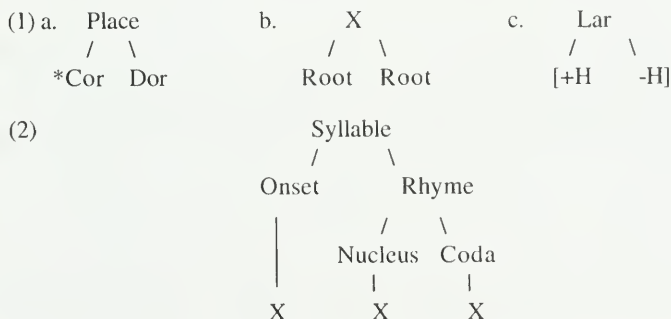 (1) a. Place b. X c. Lar
/ \ / \ / \
*Cor Dor Root Root [+H -H]
(2) Syllable
/ \
Onset Rhyme
| / \
Nucleus Coda
| |
X X X